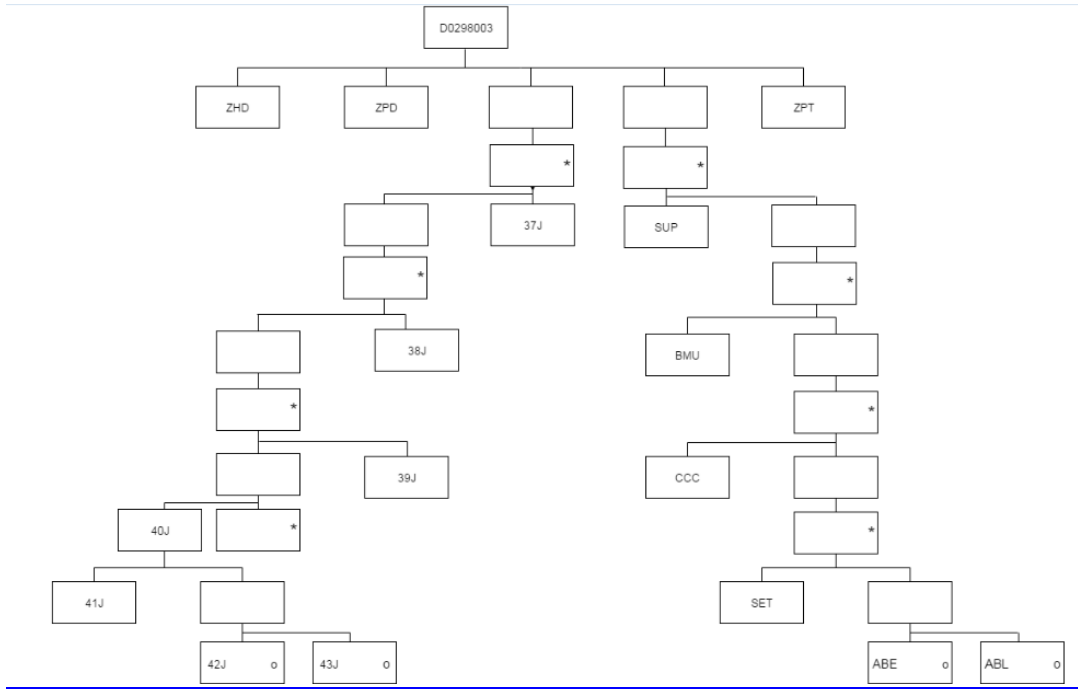 D0298003
ZHD
ZPD
ZPT
*
*
37J
SUP
*
*
38J
BMU
*
*
39J
CCC
40J
*
*
41J
SET
42J o
43J o
ABE o
ABL o